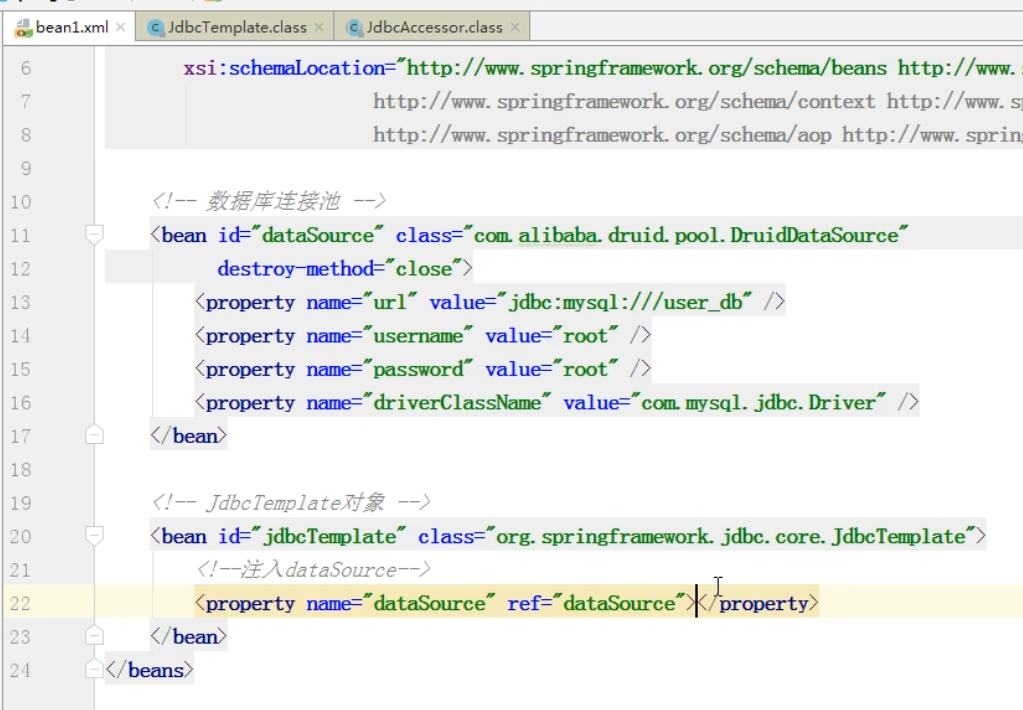 bean1.xml × JdbcTemplate.class × JdbcAccessor.class ×
6 xsi:schemaLocation="http://www.springframework.org/schema/beans http://www.
7 http://www.springframework.org/schema/context http://www.sp
8 http://www.springframework.org/schema/aop http://www.spring
9
10 <!-- 数据库连接池 -->
11 <bean id="dataSource" class="com.alibaba.druid.pool.DruidDataSource"
12 destroy-method="close">
13 <property name="url" value="jdbc:mysql:///user_db" />
14 <property name="username" value="root" />
15 <property name="password" value="root" />
16 <property name="driverClassName" value="com.mysql.jdbc.Driver" />
17 </bean>
18
19 <!-- JdbcTemplate对象 -->
20 <bean id="jdbcTemplate" class="org.springframework.jdbc.core.JdbcTemplate">
21 <!--注入dataSource-->
22 <property name="dataSource" ref="dataSource"></property>
23 </bean>
24 </beans>